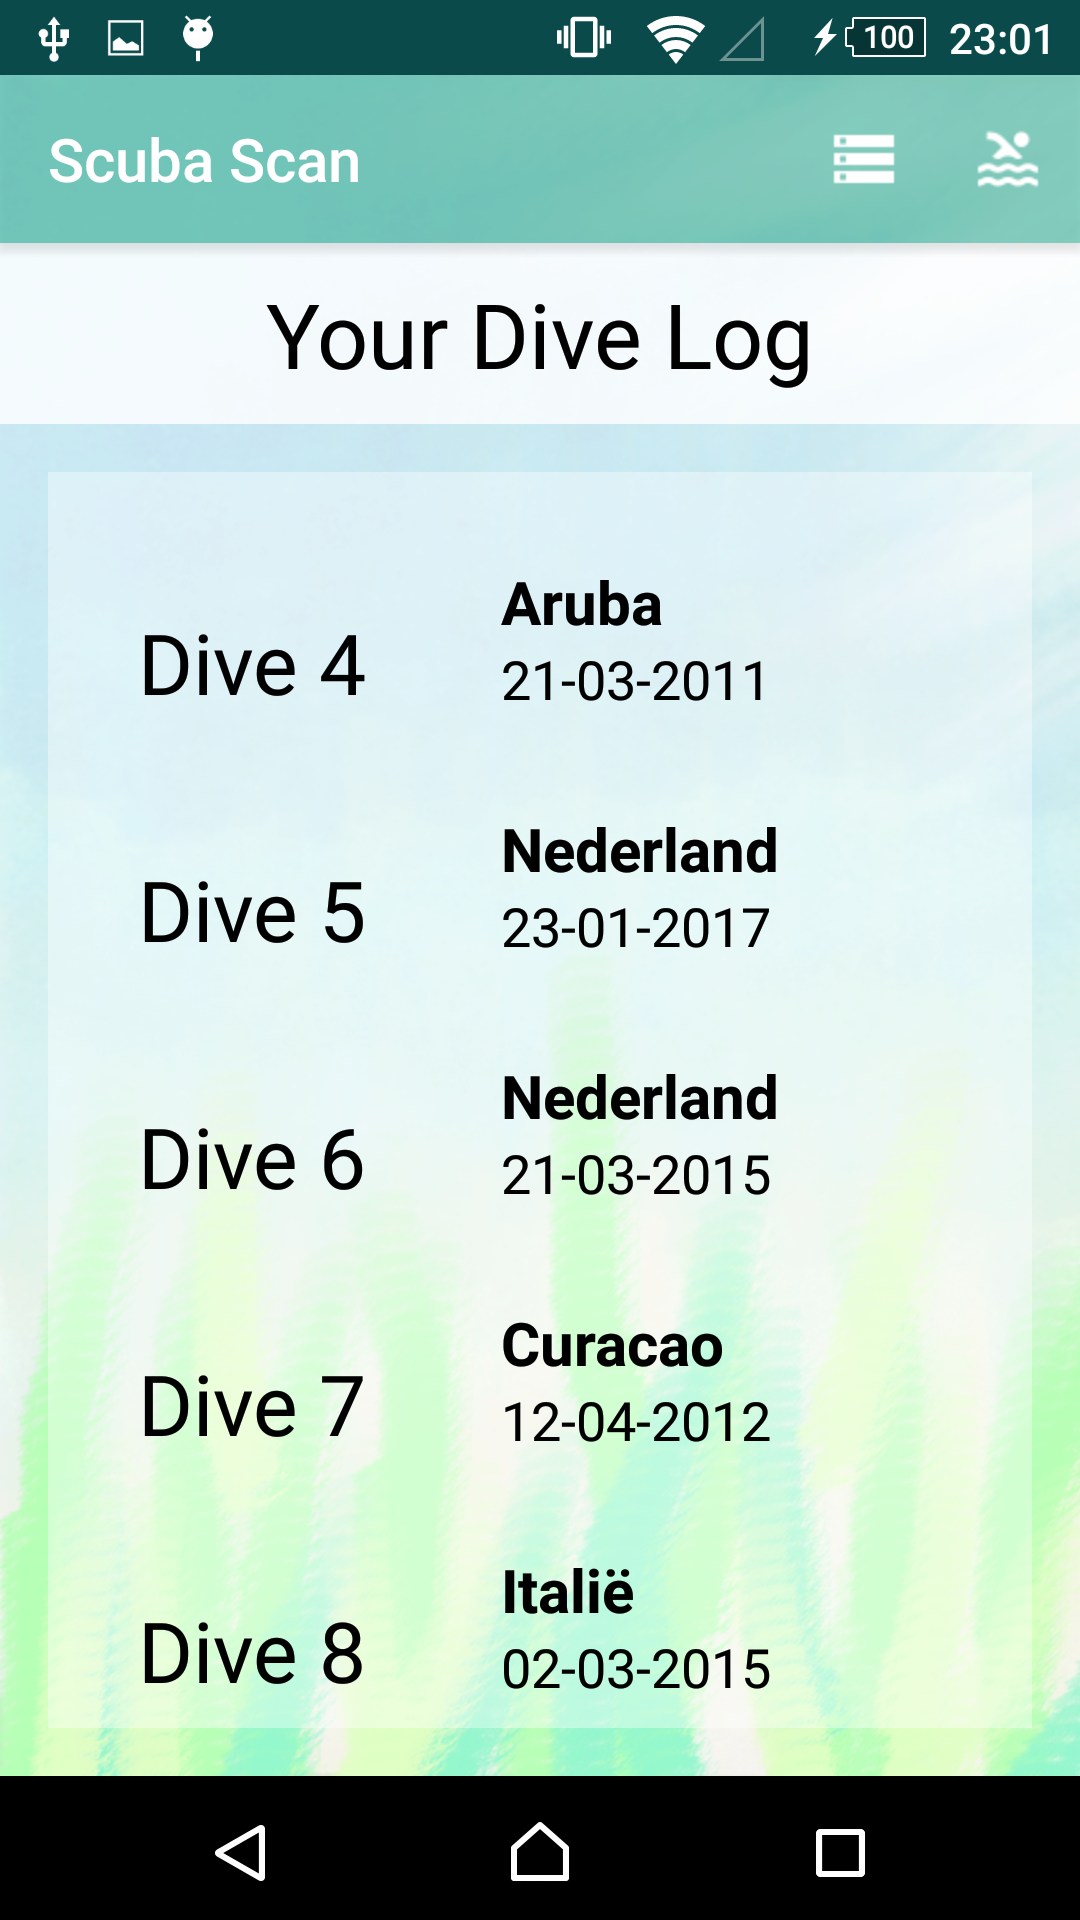 100 23:01
Scuba Scan
Your Dive Log
Aruba
Dive 4
21-03-2011
Nederland
Dive 5
23-01-2017
Nederland
Dive 6
21-03-2015
Curacao
Dive 7
12-04-2012
Italië
Dive 8
02-03-2015